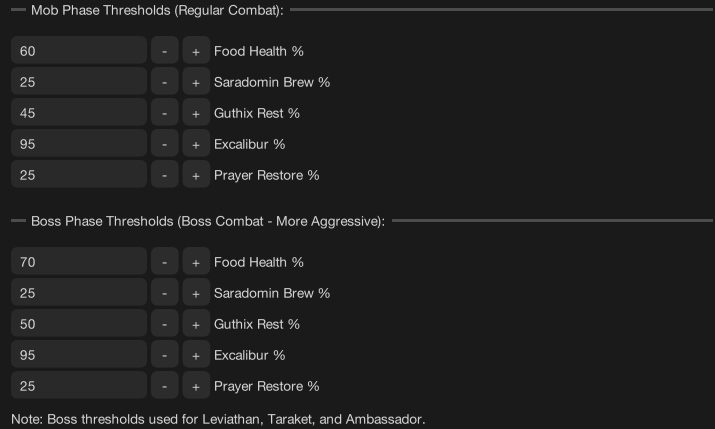 Mob Phase Thresholds (Regular Combat):
60 - + Food Health %
25 - + Saradomin Brew %
45 - + Guthix Rest %
95 - + Excalibur %
25 - + Prayer Restore %
Boss Phase Thresholds (Boss Combat - More Aggressive):
70 - + Food Health %
25 - + Saradomin Brew %
50 - + Guthix Rest %
95 - + Excalibur %
25 - + Prayer Restore %
Note: Boss thresholds used for Leviathan, Taraket, and Ambassador.